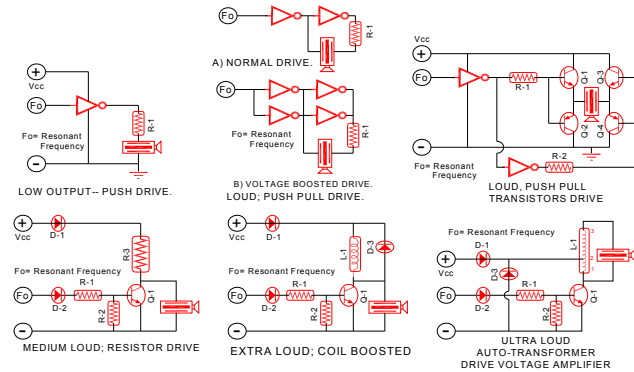 Vcc
Fo
R-1
Fo= Resonant
Frequency
LOW OUTPUT-- PUSH DRIVE.
Fo
R-1
A) NORMAL DRIVE.
Fo
R-1
Fo= Resonant
Frequency
B) VOLTAGE BOOSTED DRIVE.
LOUD; PUSH PULL DRIVE.
Vcc
Fo
R-1
Q-1
Q-3
Q-2
Q-4
R-2
Fo= Resonant
Frequency
LOUD, PUSH PULL
TRANSISTORS DRIVE
D-1
Vcc
R-3
Fo= Resonant Frequency
Fo
D-2
R-1
R-2
Q-1
MEDIUM LOUD; RESISTOR DRIVE
D-1
Vcc
L-1
D-3
Fo= Resonant Frequency
Fo
D-2
R-1
R-2
Q-1
EXTRA LOUD; COIL BOOSTED
Fo= Resonant Frequency
D-1
Vcc
D-3
L-1
3
2
1
Fo
D-2
R-1
R-2
Q-1
ULTRA LOUD
AUTO-TRANSFORMER
DRIVE VOLTAGE AMPLIFIER